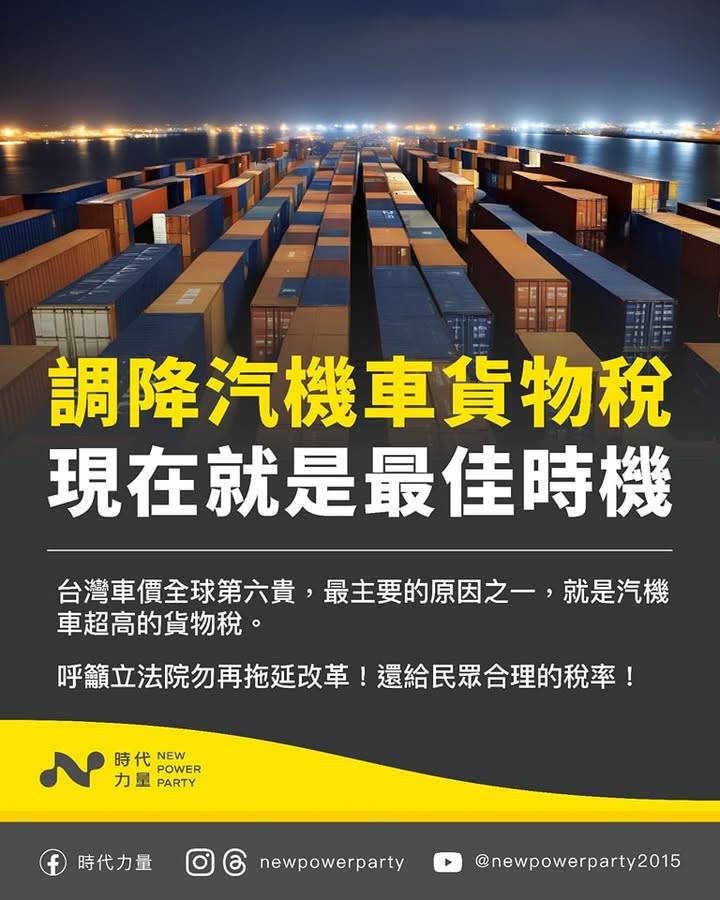 調降汽機車貨物稅
現在就是最佳時機
台灣車價全球第六貴，最主要的原因之一，就是汽機
車超高的貨物稅。
呼籲立法院勿再拖延改革！還給民眾合理的稅率！
時代 NEW
力量 POWER
PARTY
時代力量 newpowerparty @newpowerparty2015